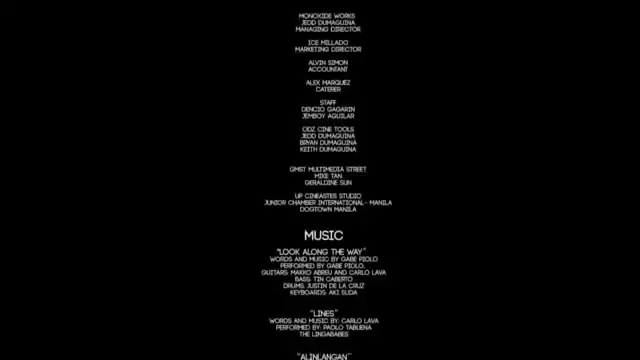 MONOXIDE WORKS
JEDD DUMAGUINA
MANAGING DIRECTOR
ICE MILLADO
MARKETING DIRECTOR
ALVIN SIMON
ACCOUNTANT
ALEX MARQUEZ
CATERER
STAFF
DENCIO GAGARIN
JEMBOY AGUILAR
ODZ CINE TOOLS
JEDD DUMAGUINA
BRYAN DUMAGUINA
KEITH DUMAGUINA
GMST MULTIMEDIA STREET
MIKE TAN
GERALDINE SUN
UP CINEASTES STUDIO
JUNIOR CHAMBER INTERNATIONAL- MANILA
DOGTOWN MANILA
MUSIC
"LOOK ALONG THE WAY"
WORDS AND MUSIC BY GABE PIOLO
PERFORMED BY GABE PIOLO
GUITARS: MAKKO ABREU AND CARLO LAVA
BASS: TIN CABERTO
DRUMS: JUSTIN DE LA CRUZ
KEYBOARDS: AKI SUDA
"LINES"
WORDS AND MUSIC BY: CARLO LAVA
PERFORMED BY: PAOLO TABUENA
THE LINGABABES
"ALINLANGAN"